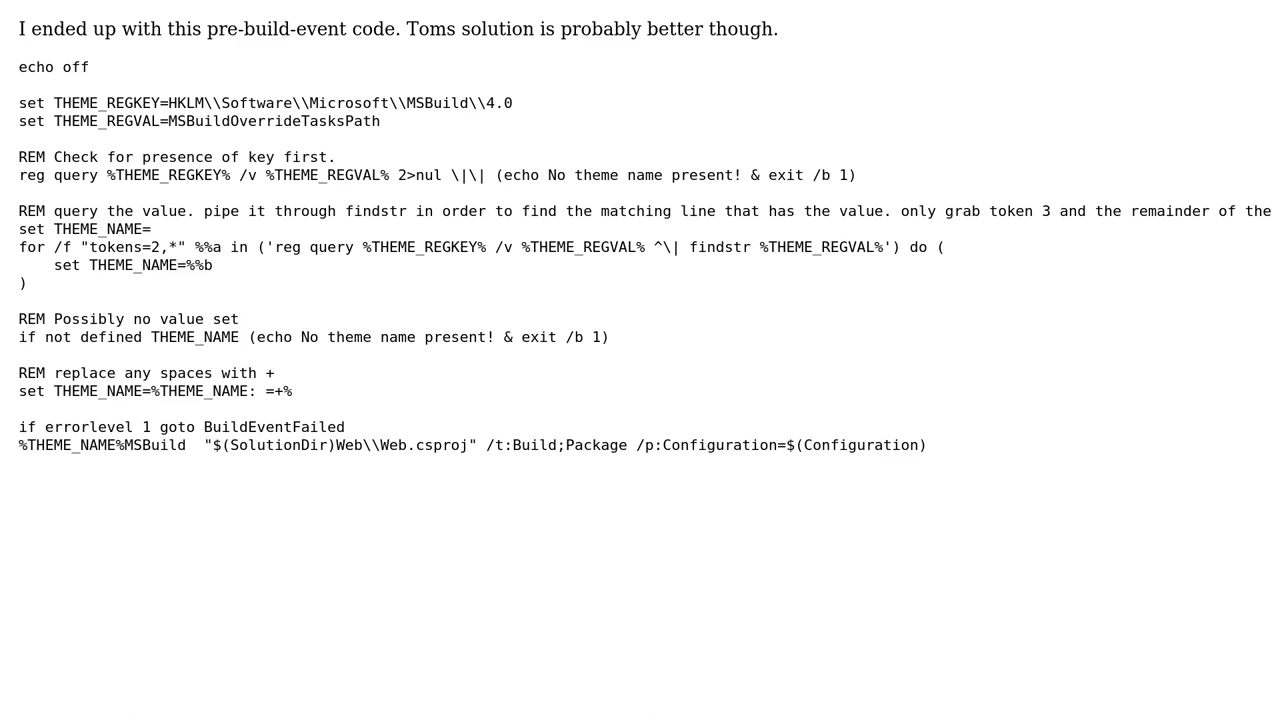 I ended up with this pre-build-event code. Toms solution is probably better though.
echo off
set THEME_REGKEY=HKLM\\Software\\Microsoft\\MSBuild\\4.0
set THEME_REGVAL=MSBuildOverrideTasksPath
REM Check for presence of key first.
reg query %THEME_REGKEY% /v %THEME_REGVAL% 2>nul \|\| (echo No theme name present! & exit /b 1)
REM query the value. pipe it through findstr in order to find the matching line that has the value. only grab token 3 and the remainder of the
set THEME_NAME=
for /f "tokens=2,*" %%a in ('reg query %THEME_REGKEY% /v %THEME_REGVAL% ^\| findstr %THEME_REGVAL%') do (
    set THEME_NAME=%%b
)
REM Possibly no value set
if not defined THEME_NAME (echo No theme name present! & exit /b 1)
REM replace any spaces with +
set THEME_NAME=%THEME_NAME: =+%
if errorlevel 1 goto BuildEventFailed
%THEME_NAME%MSBuild  "$(SolutionDir)Web\\Web.csproj" /t:Build;Package /p:Configuration=$(Configuration)